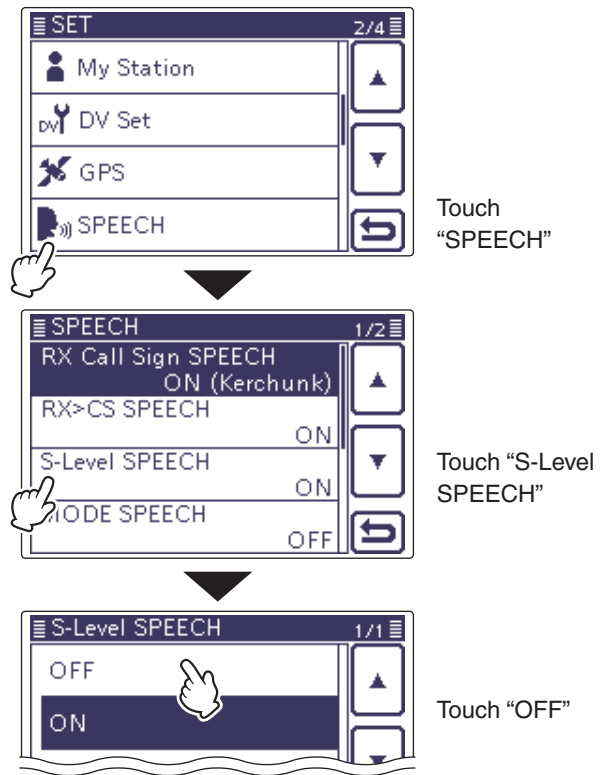 SET 2/4
My Station
DV DV Set
GPS
SPEECH
Touch
“SPEECH”
SPEECH 1/2
RX Call Sign SPEECH
ON (Kerchunk)
RX>CS SPEECH
ON
S-Level SPEECH
ON
MODE SPEECH
OFF
Touch “S-Level
SPEECH”
S-Level SPEECH 1/1
OFF
ON
Touch “OFF”